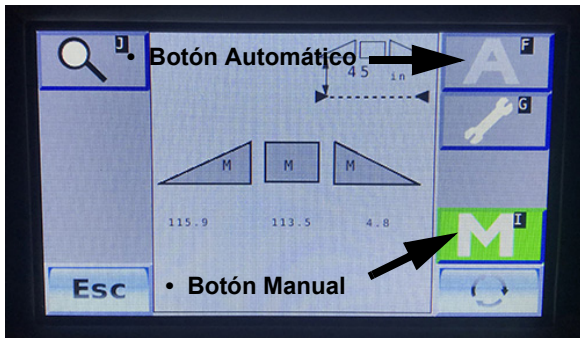 J
• Botón Automático
A F
45 in
G
M M M
115.9 113.5 4.8
M I
Esc
• Botón Manual